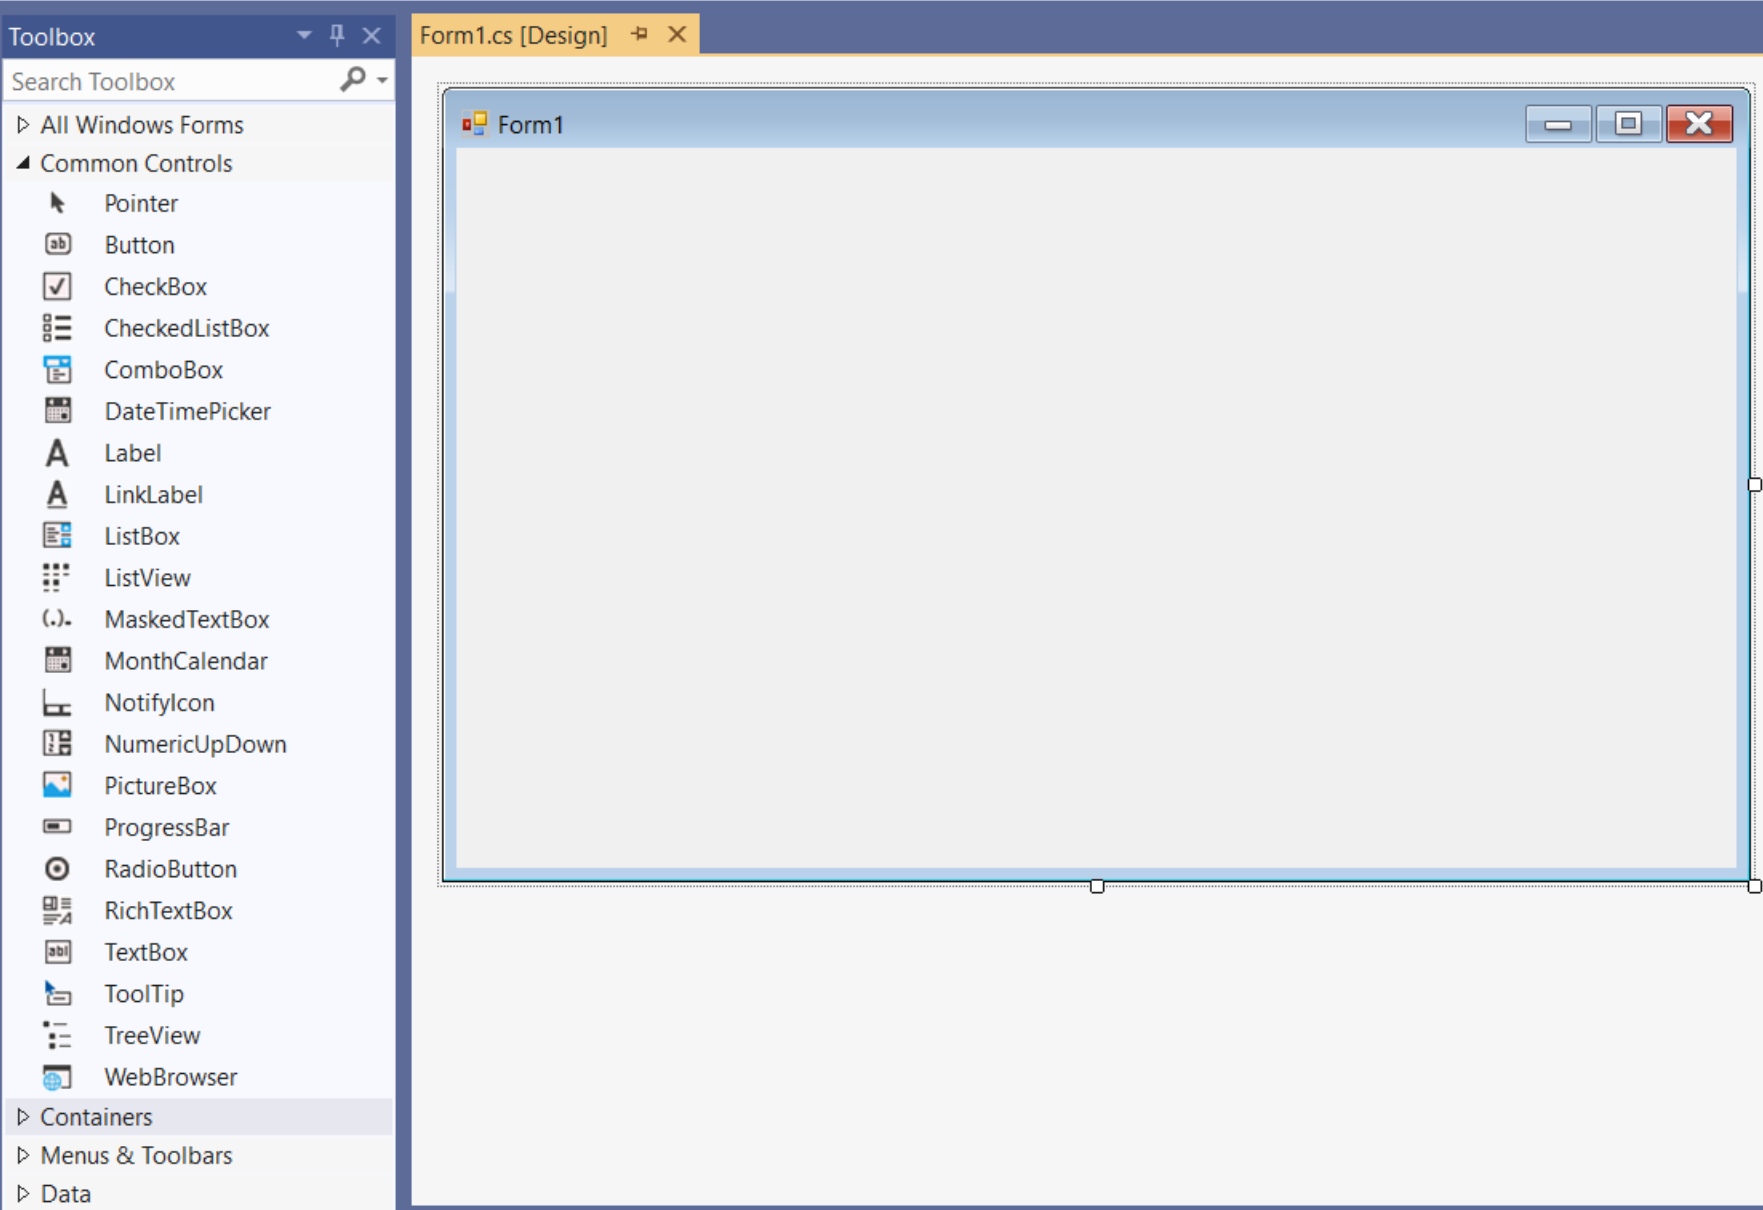 Toolbox
Search Toolbox
All Windows Forms
Common Controls
Pointer
Button
CheckBox
CheckedListBox
ComboBox
DateTimePicker
Label
LinkLabel
ListBox
ListView
MaskedTextBox
MonthCalendar
NotifyIcon
NumericUpDown
PictureBox
ProgressBar
RadioButton
RichTextBox
TextBox
ToolTip
TreeView
WebBrowser
Containers
Menus & Toolbars
Data
Form1.cs [Design]
Form1